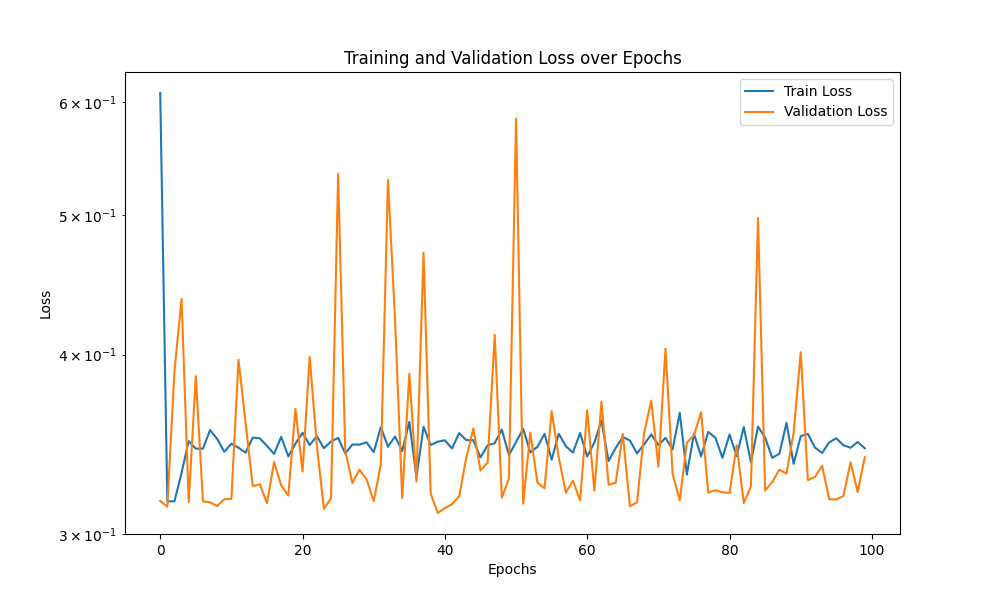 Training and Validation Loss over Epochs
Train Loss
Validation Loss
6 × 10⁻¹
5 × 10⁻¹
4 × 10⁻¹
3 × 10⁻¹
Loss
0 20 40 60 80 100
Epochs